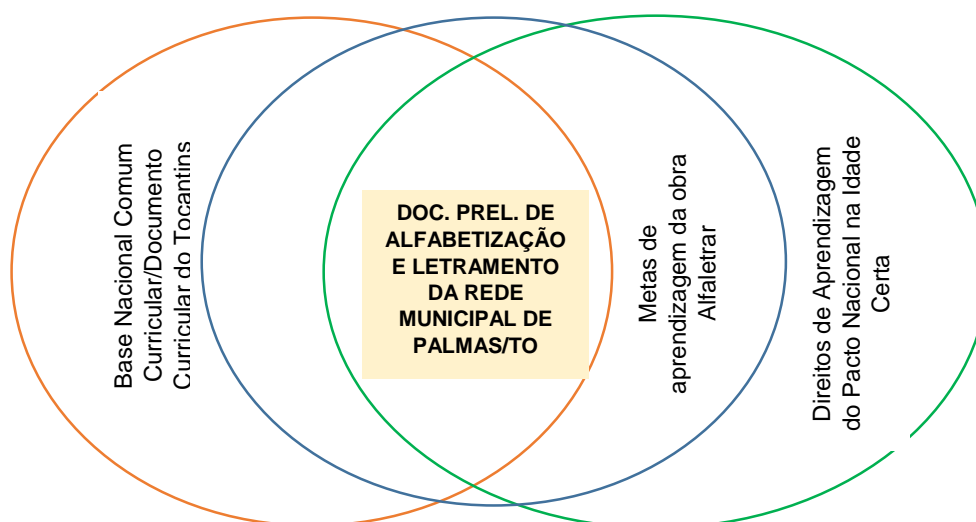 Base Nacional Comum
Curricular/Documento
Curricular do Tocantins
DOC. PREL. DE
ALFABETIZAÇÃO
E LETRAMENTO
DA REDE
MUNICIPAL DE
PALMAS/TO
Metas de
aprendizagem da obra
Alfaletrar
Direitos de Aprendizagem
do Pacto Nacional na Idade
Certa